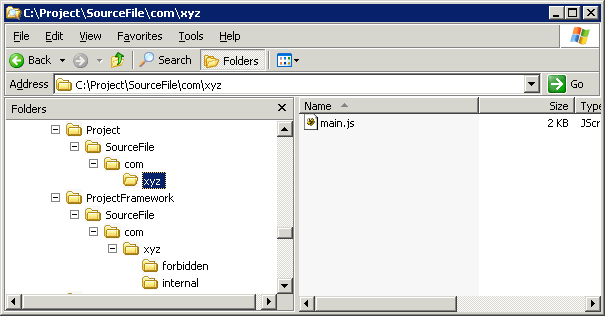 C:\Project\SourceFile\com\xyz
File Edit View Favorites Tools Help
Back Search Folders
Address C:\Project\SourceFile\com\xyz Go
Folders
Name Size Type
Project
main.js 2 KB JScr
SourceFile
com
xyz
ProjectFramework
SourceFile
com
xyz
forbidden
internal